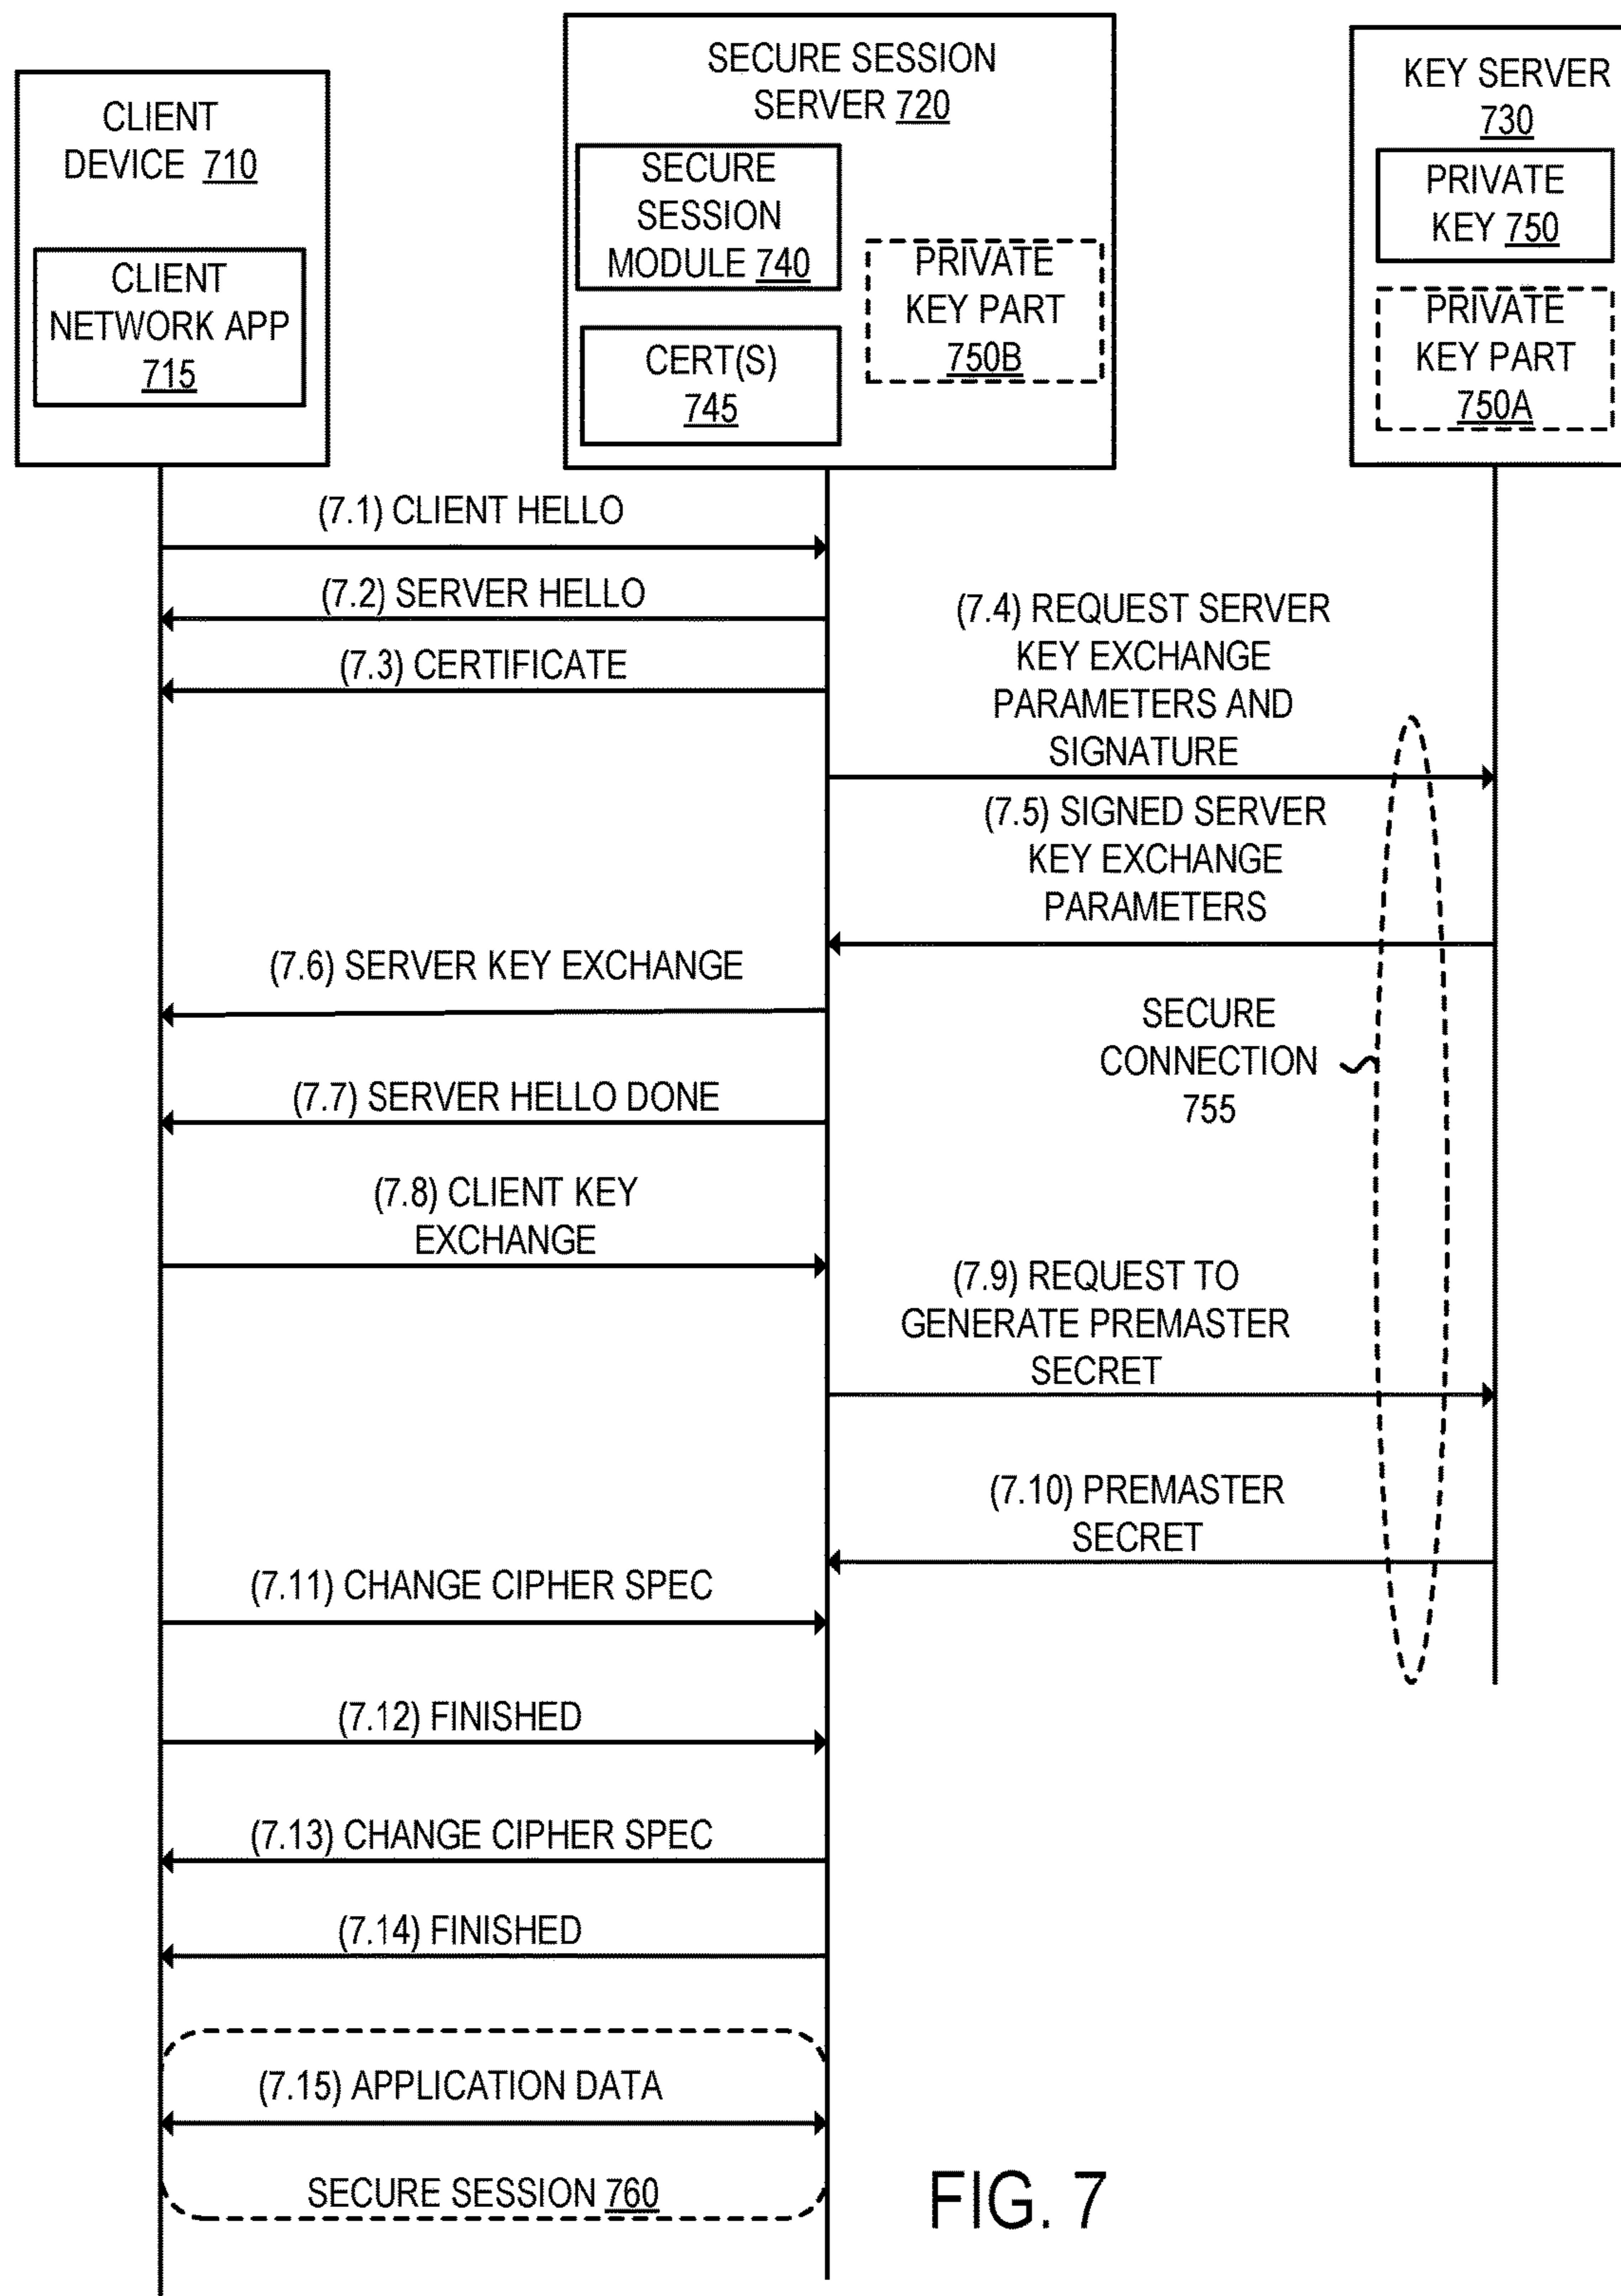 CLIENT
DEVICE 710
CLIENT
NETWORK APP
715
SECURE SESSION
SERVER 720
SECURE
SESSION
MODULE 740
CERT(S)
745
PRIVATE
KEY PART
750B
KEY SERVER
730
PRIVATE
KEY 750
PRIVATE
KEY PART
750A
(7.1) CLIENT HELLO
(7.2) SERVER HELLO
(7.3) CERTIFICATE
(7.4) REQUEST SERVER
KEY EXCHANGE
PARAMETERS AND
SIGNATURE
(7.5) SIGNED SERVER
KEY EXCHANGE
PARAMETERS
(7.6) SERVER KEY EXCHANGE
SECURE
CONNECTION
755
(7.7) SERVER HELLO DONE
(7.8) CLIENT KEY
EXCHANGE
(7.9) REQUEST TO
GENERATE PREMASTER
SECRET
(7.10) PREMASTER
SECRET
(7.11) CHANGE CIPHER SPEC
(7.12) FINISHED
(7.13) CHANGE CIPHER SPEC
(7.14) FINISHED
(7.15) APPLICATION DATA
SECURE SESSION 760
FIG. 7